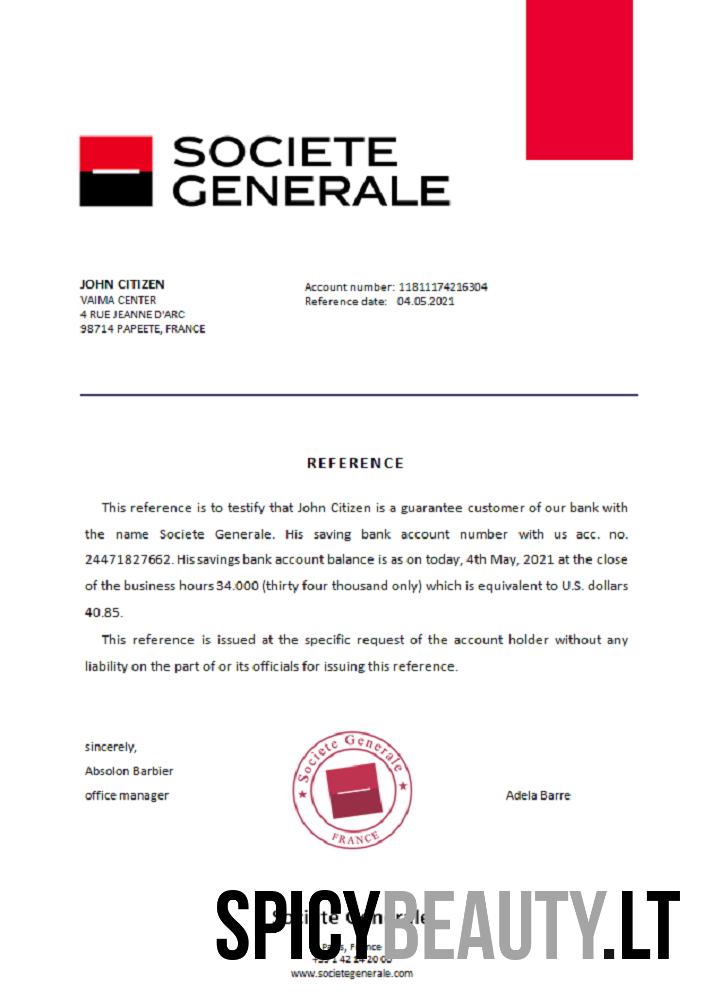 SOCIETE
GENERALE
JOHN CITIZEN
VAIMA CENTER
4 RUE JEANNE D'ARC
98714 PAPEETE, FRANCE
Account number: 11811174216304
Reference date: 04.05.2021
REFERENCE
This reference is to testify that John Citizen is a guarantee customer of our bank with
the name Societe Generale. His saving bank account number with us acc. no.
24471827662. His savings bank account balance is as on today, 4th May, 2021 at the close
of the business hours 34.000 (thirty four thousand only) which is equivalent to U.S. dollars
40.85.
This reference is issued at the specific request of the account holder without any
liability on the part of or its officials for issuing this reference.
sincerely,
Absolon Barbier
office manager
Societe Generale
FRANCE
Adela Barre
Societe Generale
SPICYBEAUTY.LT
Paris, France
www.societegenerale.com